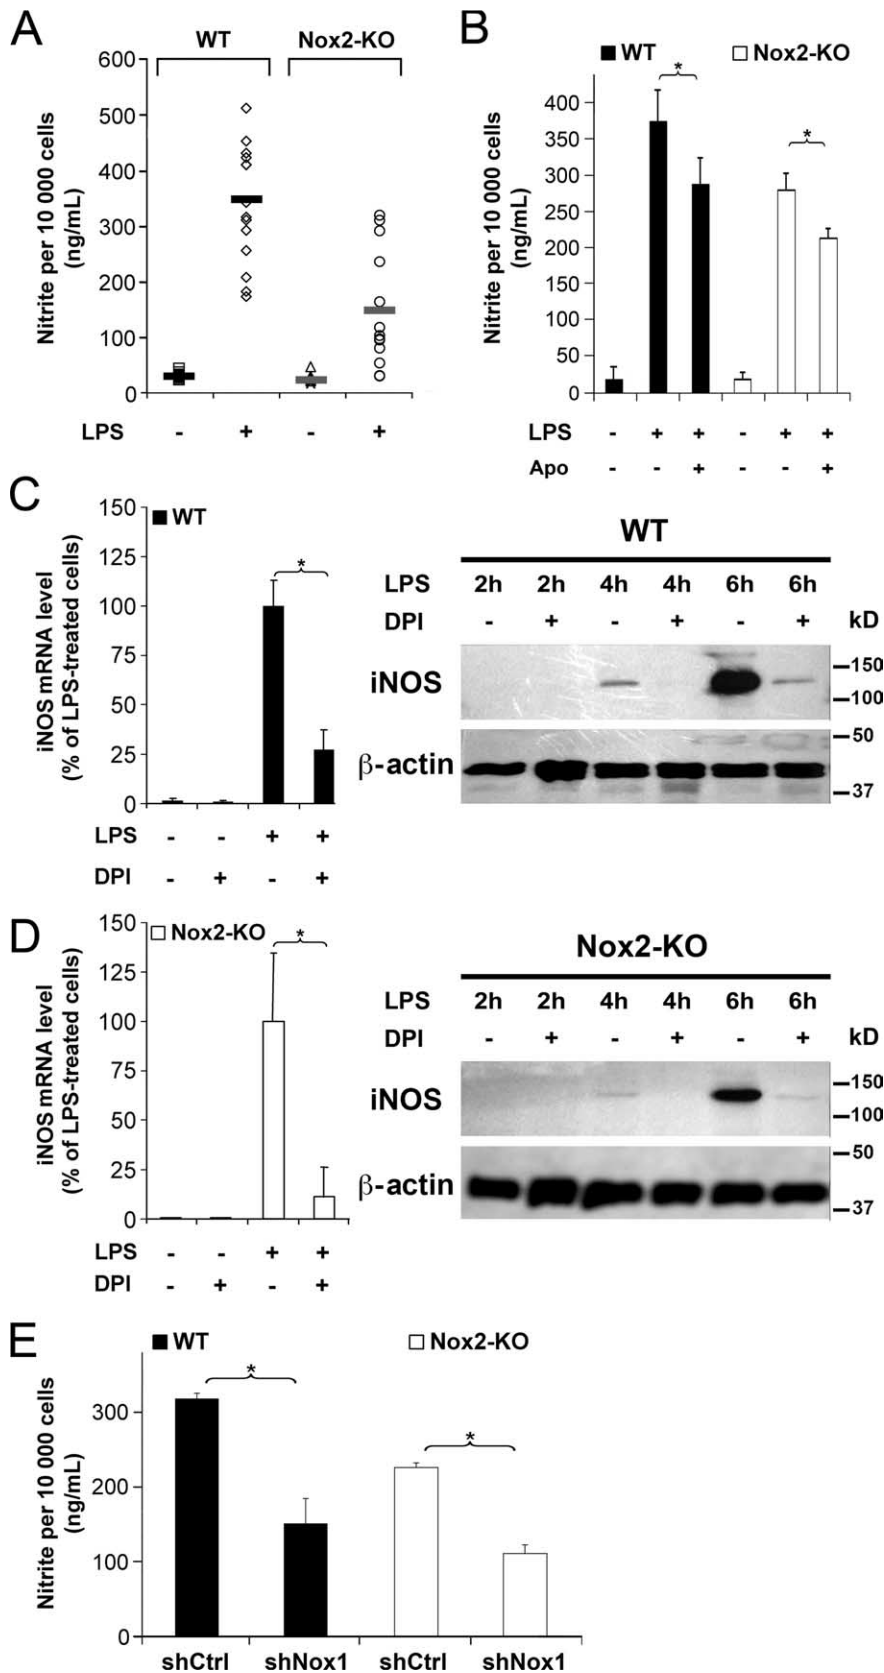 A
WT Nox2-KO
Nitrite per 10 000 cells
(ng/mL)
600
500
400
300
200
100
0
LPS - + - +
B
WT Nox2-KO
Nitrite per 10 000 cells
(ng/mL)
400
350
300
250
200
150
100
50
0
* *
LPS - + + - + +
Apo - - + - - +
C
WT
iNOS mRNA level
(% of LPS-treated cells)
150
125
100
75
50
25
0
*
LPS - - + +
DPI - + - +
WT
LPS 2h 2h 4h 4h 6h 6h
DPI - + - + - + kD
iNOS
150
100
β-actin
50
37
D
Nox2-KO
iNOS mRNA level
(% of LPS-treated cells)
150
125
100
75
50
25
0
*
LPS - - + +
DPI - + - +
Nox2-KO
LPS 2h 2h 4h 4h 6h 6h
DPI - + - + - + kD
iNOS
150
100
β-actin
50
37
E
WT Nox2-KO
Nitrite per 10 000 cells
(ng/mL)
300
200
100
0
* *
shCtrl shNox1 shCtrl shNox1